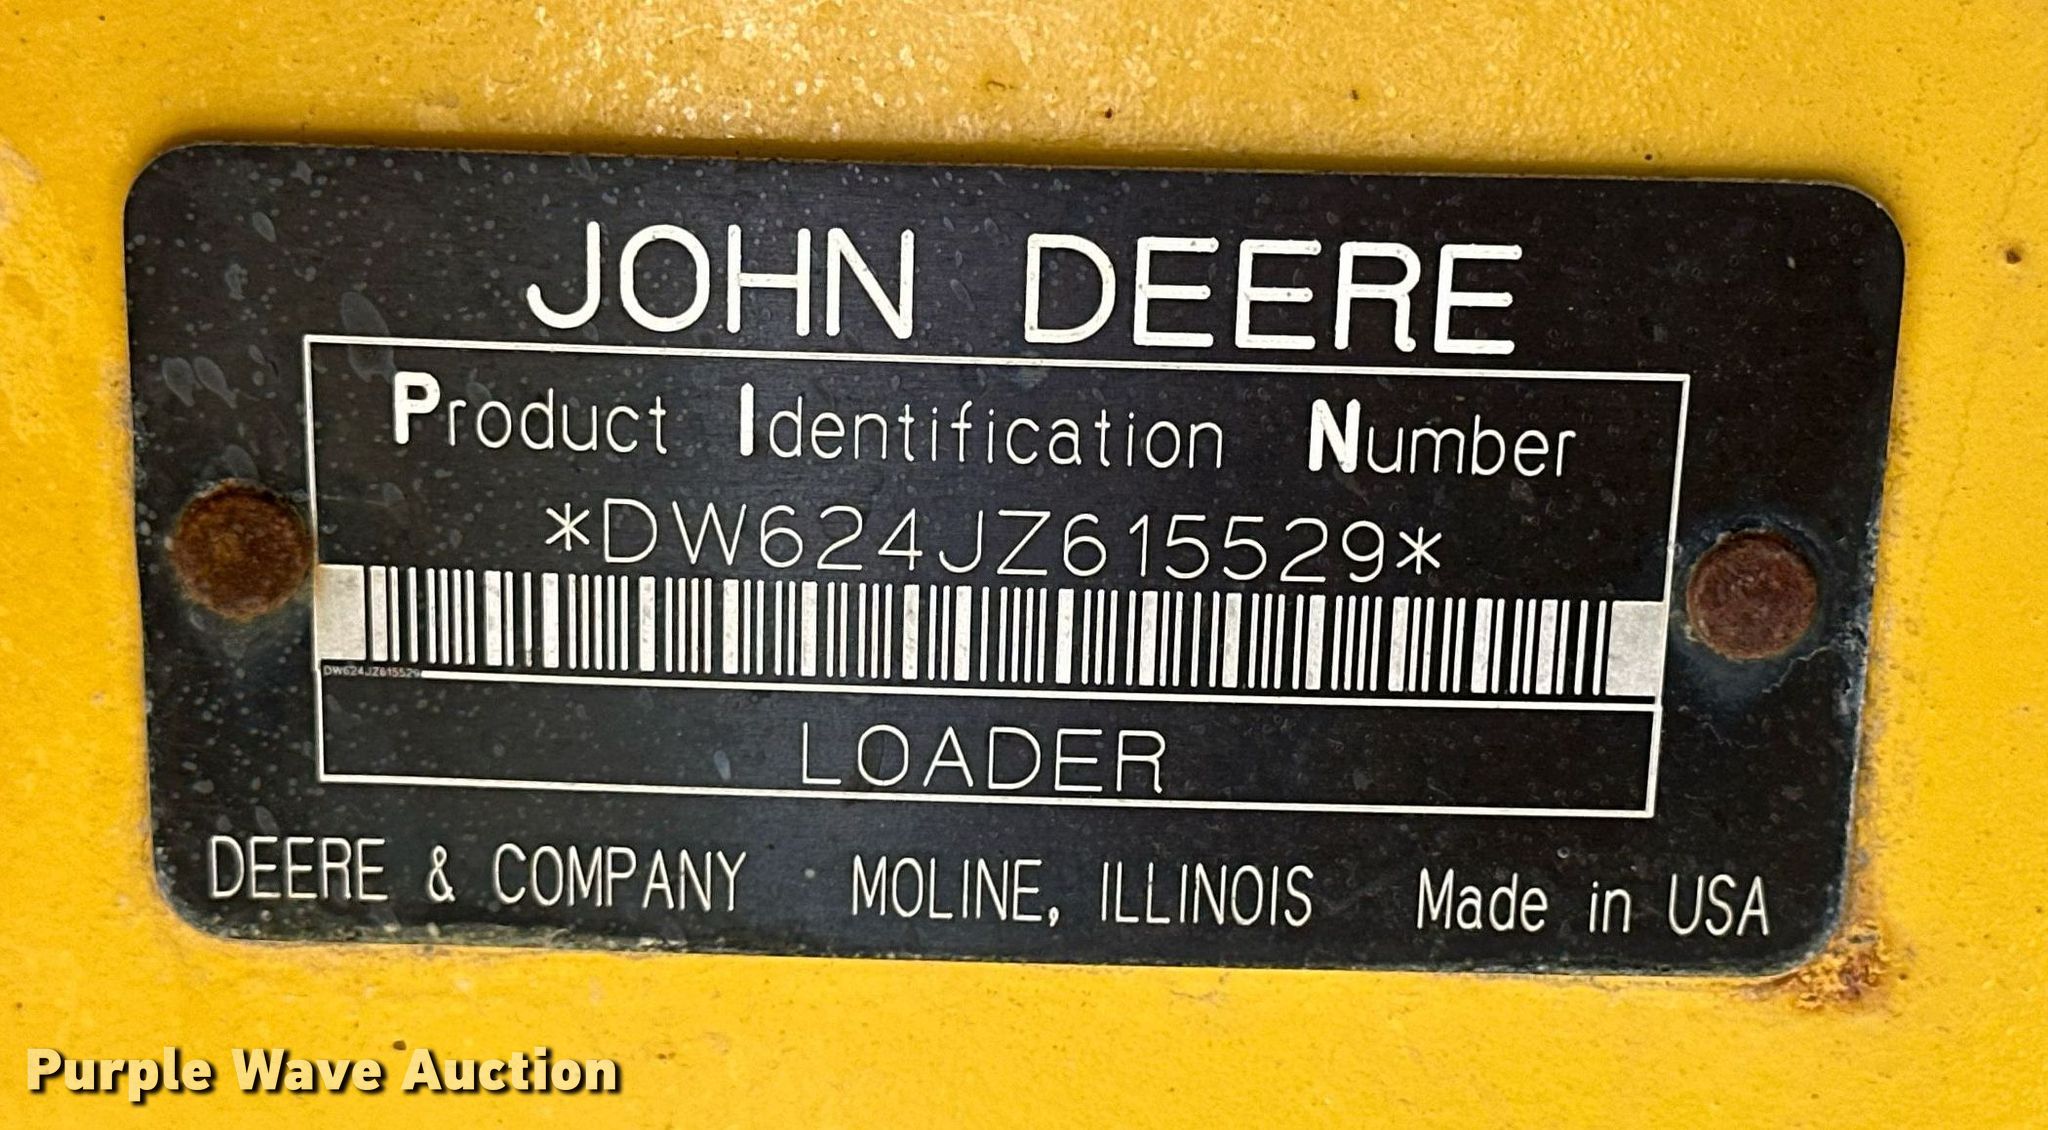 JOHN DEERE
Product Identification Number
*DW624JZ615529*
DW624JZ615529
LOADER
DEERE & COMPANY MOLINE, ILLINOIS Made in USA
Purple Wave Auction